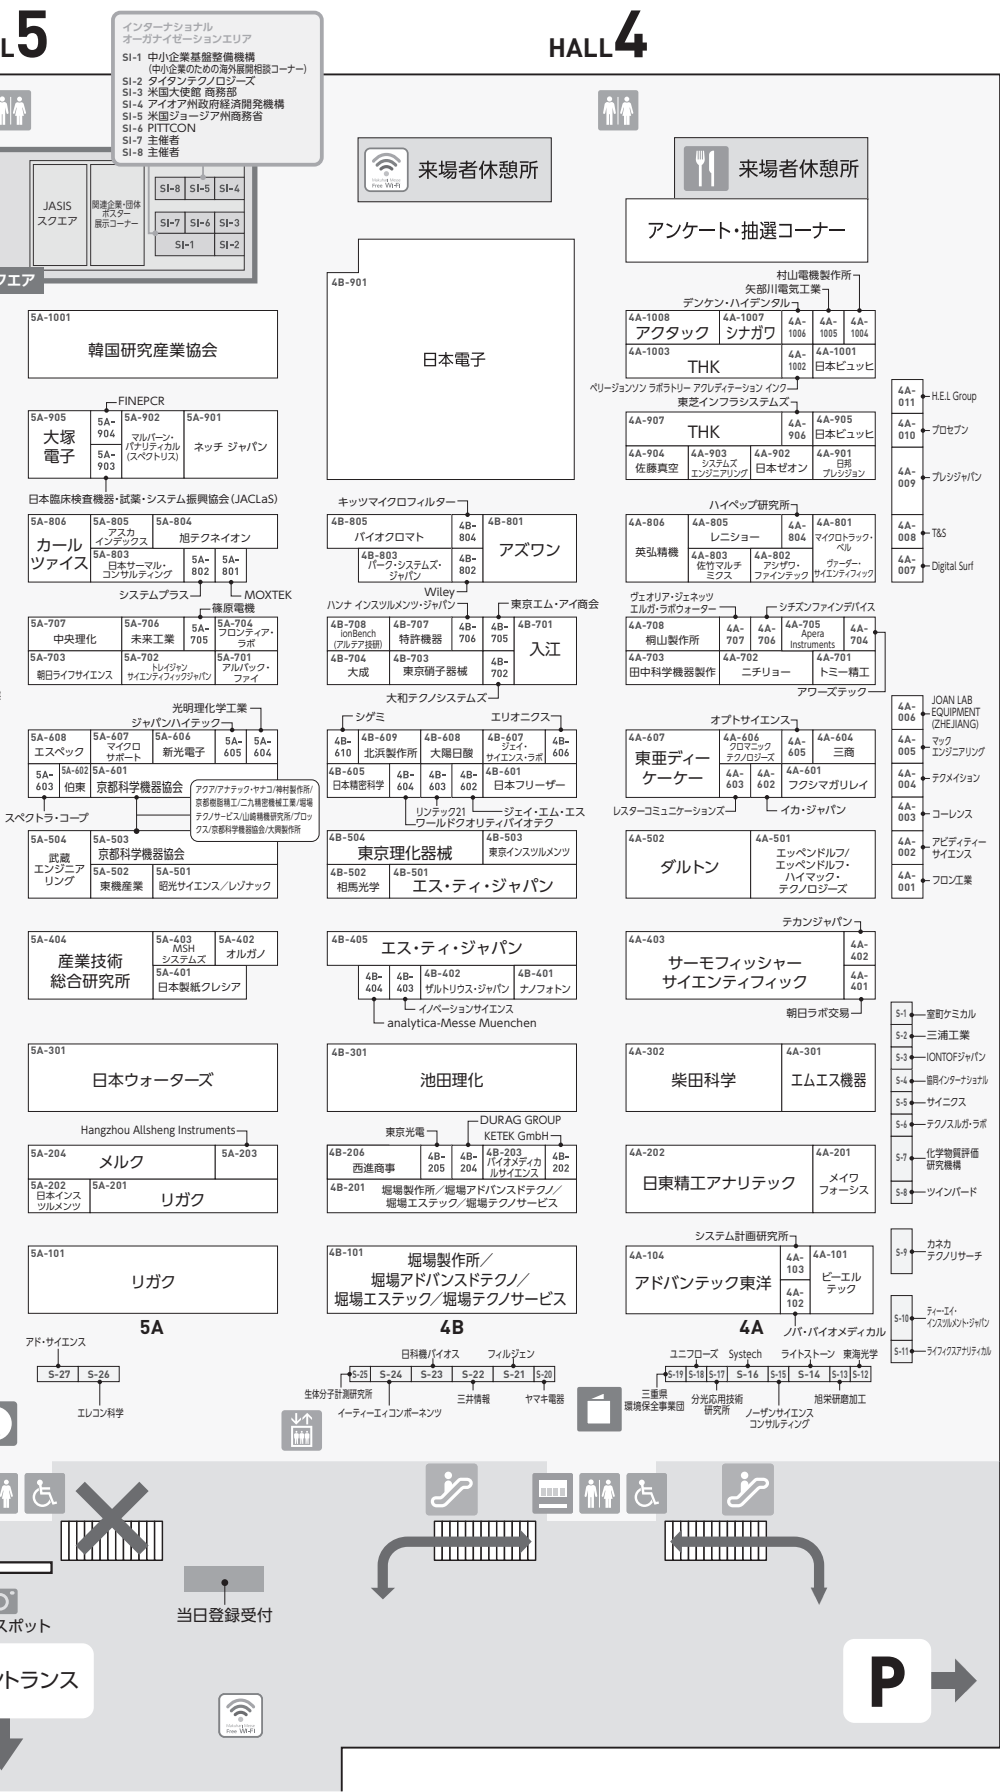 L5
HALL4
インターナショナル
オーガナイゼーションエリア
SI-1 中小企業基盤整備機構
(中小企業のための海外展開相談コーナー)
SI-2 タイタンテクノロジーズ
SI-3 米国大使館 商務部
SI-4 アイオア州政府経済開発機構
SI-5 米国ジョージア州商務省
SI-6 PITTCON
SI-7 主催者
SI-8 主催者
JASIS
スクエア
関連企業・団体
ポスター
展示コーナー
SI-8 SI-5 SI-4
SI-7 SI-6 SI-3
SI-1 SI-2
クエア
Free Wi-Fi
来場者休憩所
来場者休憩所
アンケート・抽選コーナー
5A-1001
韓国研究産業協会
FINEPCR
5A-905
大塚
電子
5A-
904
5A-
903
5A-902
マルバーン・
パナリティカル
(スペクトリス)
5A-901
ネッチ ジャパン
日本臨床検査機器・試薬・システム振興協会(JACLaS)
5A-806
カール
ツァイス
5A-805
アスカ
インデックス
5A-804
旭テクネイオン
5A-803
日本サーマル・
コンサルティング
5A-
802
5A-
801
システムプラス
MOXTEK
篠原電機
5A-707
中央理化
5A-706
未来工業
5A-
705
5A-704
フロンティア・
ラボ
5A-703
朝日ライフサイエンス
5A-702
トレイジャン
サイエンティフィックジャパン
5A-701
アルバック・
ファイ
光明理化学工業
ジャパンハイテック
5A-608
エスペック
5A-607
マイクロ
サポート
5A-606
新光電子
5A-
605
5A-
604
5A-
603
5A-602
伯東
5A-601
京都科学機器協会
アクア/アナテック・ヤナコ/神村製作所/
京都樹脂精工/二九精密機械工業/堀場
テクノサービス/山崎精機研究所/ブロッ
クス/京都科学機器協会/大興製作所
スペクトラ・コープ
5A-504
武蔵
エンジニア
リング
5A-503
京都科学機器協会
5A-502
東機産業
5A-501
昭光サイエンス/レゾナック
5A-404
産業技術
総合研究所
5A-403
MSH
システムズ
5A-402
オルガノ
5A-401
日本製紙クレシア
5A-301
日本ウォーターズ
Hangzhou Allsheng Instruments
5A-204
メルク
5A-203
5A-202
日本インス
ツルメンツ
5A-201
リガク
5A-101
リガク
5A
アド・サイエンス
S-27 S-26
エレコン科学
4B-901
日本電子
キッツマイクロフィルター
4B-805
バイオクロマト
4B-
804
4B-801
アズワン
4B-803
パーク・システムズ・
ジャパン
4B-
802
Wiley
ハンナ インスツルメンツ・ジャパン
東京エム・アイ商会
4B-708
ionBench
(アルテア技研)
4B-707
特許機器
4B-
706
4B-
705
4B-701
入江
4B-704
大成
4B-703
東京硝子器械
4B-
702
大和テクノシステムズ
シゲミ
エリオニクス
4B-
610
4B-609
北浜製作所
4B-608
大陽日酸
4B-607
ジェイ・
サイエンス・ラボ
4B-
606
4B-605
日本精密科学
4B-
604
4B-
603
4B-
602
4B-601
日本フリーザー
リンテック21
ジェイ・エム・エス
ワールドクオリティバイオテク
4B-504
東京理化器械
4B-503
東京インスツルメンツ
4B-502
相馬光学
4B-501
エス・ティ・ジャパン
4B-405
エス・ティ・ジャパン
4B-
404
4B-
403
4B-402
ザルトリウス・ジャパン
4B-401
ナノフォトン
イノベーションサイエンス
analytica-Messe Muenchen
4B-301
池田理化
DURAG GROUP
東京光電
KETEK GmbH
4B-206
西進商事
4B-
205
4B-
204
4B-203
バイオメディカ
ルサイエンス
4B-
202
4B-201
堀場製作所/堀場アドバンスドテクノ/
堀場エステック/堀場テクノサービス
4B-101
堀場製作所/
堀場アドバンスドテクノ/
堀場エステック/堀場テクノサービス
4B
日科機バイオス
フィルジェン
S-25 S-24 S-23 S-22 S-21 S-20
生体分子計測研究所
イーティーエィコンポーネンツ
三井情報
ヤマキ電器
村山電機製作所
矢部川電気工業
デンケン・ハイデンタル
4A-1008
アクタック
4A-1007
シナガワ
4A-
1006
4A-
1005
4A-
1004
4A-1003
THK
4A-
1002
4A-1001
日本ビュッヒ
ペリージョンソン ラボラトリー アクレディテーション インク
東芝インフラシステムズ
4A-907
THK
4A-
906
4A-905
日本ビュッヒ
4A-904
佐藤真空
4A-903
システムズ
エンジニアリング
4A-902
日本ゼオン
4A-901
日邦
プレシジョン
ハイペップ研究所
4A-806
英弘精機
4A-805
レニショー
4A-
804
4A-801
マイクロトラック・
ベル
ヴァーダー・
サイエンティフィック
4A-803
佐竹マルチ
ミクス
4A-802
アシザワ・
ファインテック
ヴェオリア・ジェネッツ
エルガ・ラボウォーター
シチズンファインデバイス
4A-708
桐山製作所
4A-
707
4A-
706
4A-705
Apera
Instruments
4A-
704
4A-703
田中科学機器製作
4A-702
ニチリョー
4A-701
トミー精工
アワーズテック
オプトサイエンス
4A-607
東亜ディー
ケーケー
4A-606
クロマニック
テクノロジーズ
4A-
605
4A-604
三商
4A-
603
4A-
602
4A-601
フクシマガリレイ
レスターコミュニケーションズ
イカ・ジャパン
4A-502
ダルトン
4A-501
エッペンドルフ/
エッペンドルフ・
ハイマック・
テクノロジーズ
テカンジャパン
4A-403
サーモフィッシャー
サイエンティフィック
4A-
402
4A-
401
朝日ラボ交易
4A-302
柴田科学
4A-301
エムエス機器
4A-202
日東精工アナリテック
4A-201
メイワ
フォーシス
システム計画研究所
4A-104
アドバンテック東洋
4A-
103
4A-
102
4A-101
ビーエル
テック
ノバ・バイオメディカル
4A
ユニフローズ
Systech
ライトストーン
東海光学
S-19 S-18 S-17 S-16 S-15 S-14 S-13 S-12
三重県
環境保全事業団
分光応用技術
研究所
ノーザンサイエンス
コンサルティング
旭栄研磨加工
4A-
011
H.E.L Group
4A-
010
プロセブン
4A-
009
プレシジャパン
4A-
008
T&S
4A-
007
Digital Surf
4A-
006
JOAN LAB
EQUIPMENT
(ZHEJIANG)
4A-
005
マック
エンジニアリング
4A-
004
テクメイション
4A-
003
コーレンス
4A-
002
アビディティー
サイエンス
4A-
001
フロン工業
S-1 室町ケミカル
S-2 三浦工業
S-3 IONTOFジャパン
S-4 協同インターナショナル
S-5 サイニクス
S-6 テクノスルガ・ラボ
S-7 化学物質評価
研究機構
S-8 ツインバード
S-9 カネカ
テクノリサーチ
S-10 ティー・エイ・
インスツルメント・ジャパン
S-11 ライフィクスアナリティカル
当日登録受付
スポット
ントランス
Free Wi-Fi
P